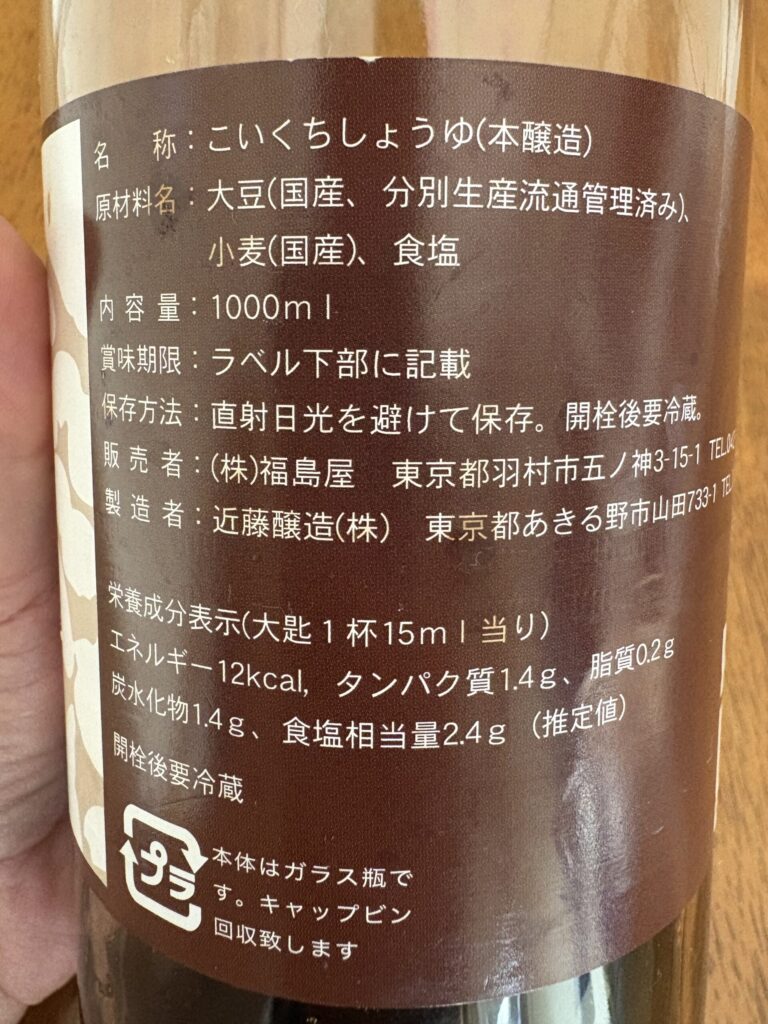 名　称：こいくちしょうゆ(本醸造)
原材料名：大豆(国産、分別生産流通管理済み)、
小麦(国産)、食塩
内容量：1000ml
賞味期限：ラベル下部に記載
保存方法：直射日光を避けて保存。開栓後要冷蔵。
販売者：(株)福島屋　東京都羽村市五ノ神3-15-1 TEL.04
製造者：近藤醸造(株)　東京都あきる野市山田733-1 TEL
栄養成分表示(大匙1杯15ml当り)
エネルギー12kcal, タンパク質1.4g、脂質0.2g
炭水化物1.4g、食塩相当量2.4g (推定値)
開栓後要冷蔵
プラ
本体はガラス瓶で
す。キャップビン
回収致します